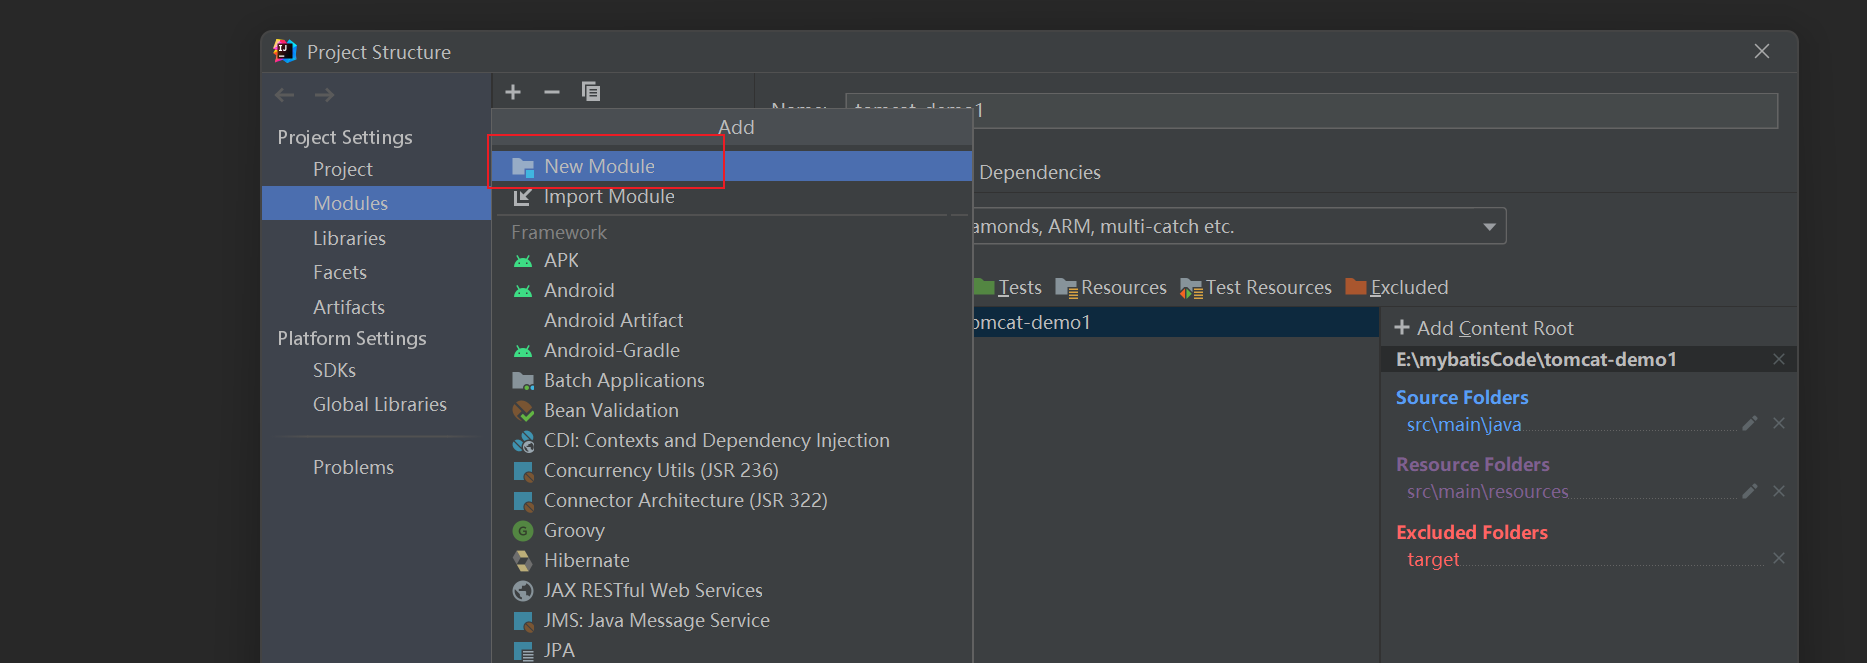 Project Structure
Project Settings
Project
Modules
Libraries
Facets
Artifacts
Platform Settings
SDKs
Global Libraries
Problems
Add
New Module
Import Module
Framework
APK
Android
Android Artifact
Android-Gradle
Batch Applications
Bean Validation
CDI: Contexts and Dependency Injection
Concurrency Utils (JSR 236)
Connector Architecture (JSR 322)
Groovy
Hibernate
JAX RESTful Web Services
JMS: Java Message Service
JPA
Name: tomcat-demo1
Dependencies
amonds, ARM, multi-catch etc.
Tests Resources Test Resources Excluded
omcat-demo1
Add Content Root
E:\mybatisCode\tomcat-demo1
Source Folders
src\main\java
Resource Folders
src\main\resources
Excluded Folders
target